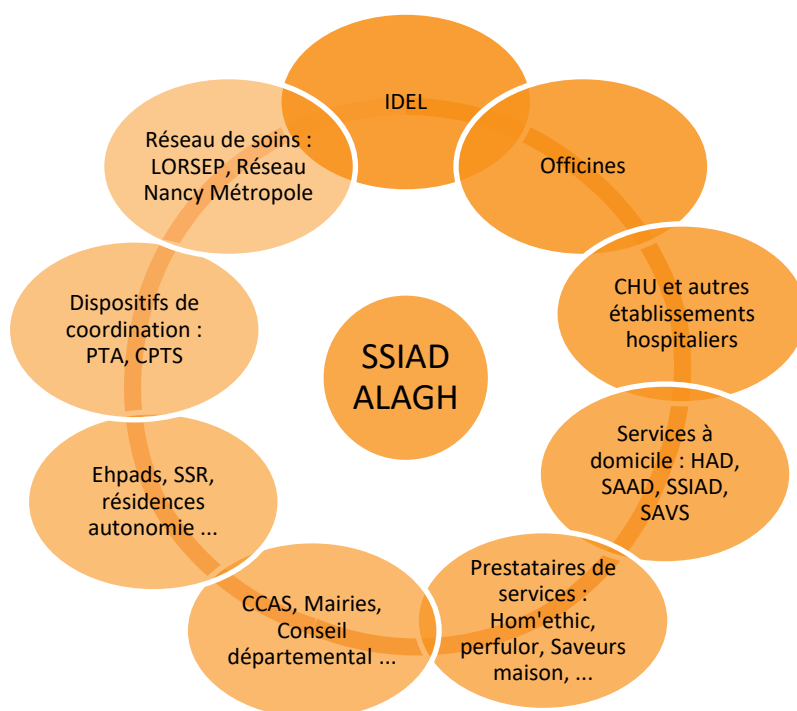 IDEL
Officines
CHU et autres
établissements
hospitaliers
Services à
domicile : HAD,
SAAD, SSIAD,
SAVS
Prestataires de
services :
Hom'ethic,
perfulor, Saveurs
maison, ...
CCAS, Mairies,
Conseil
départemental ...
Ehpads, SSR,
résidences
autonomie ...
Dispositifs de
coordination :
PTA, CPTS
Réseau de soins :
LORSEP, Réseau
Nancy Métropole
SSIAD
ALAGH